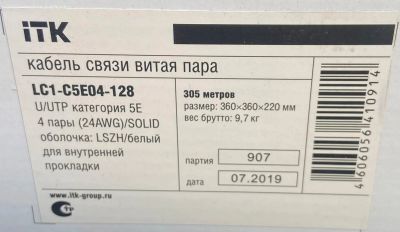 iTK
кабель связи витая пара
LC1-C5E04-128
U/UTP категория 5E
4 пары (24AWG)/SOLID
оболочка: LSZH/белый
для внутренней
прокладки
305 метров
размер: 360×360×220 мм
вес брутто: 9,7 кг
партия 907
дата 07.2019
www.itk-group.ru
4606056410914